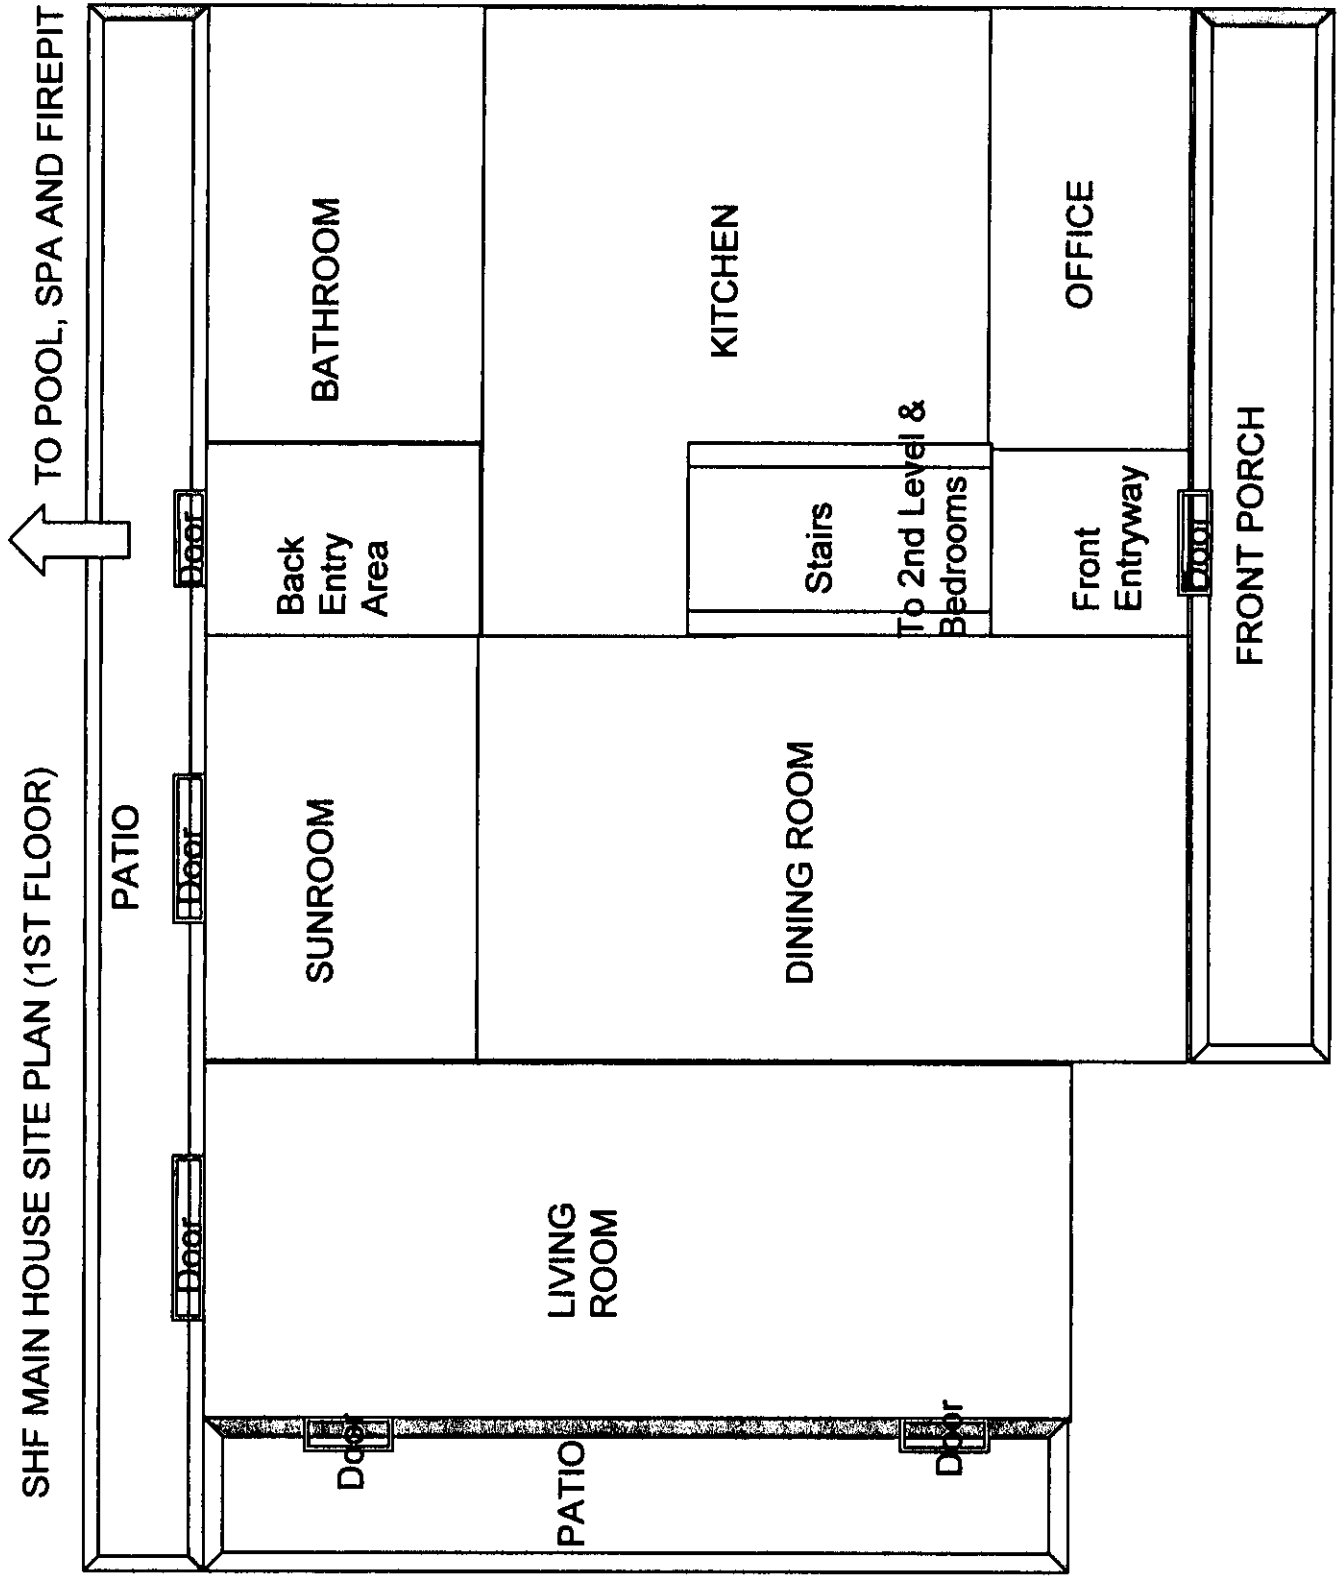 SHF MAIN HOUSE SITE PLAN (1ST FLOOR)
TO POOL, SPA AND FIREPIT
PATIO
Door
Door
Door
SUNROOM
Back
Entry
Area
BATHROOM
Door
PATIO
Door
LIVING
ROOM
DINING ROOM
KITCHEN
Stairs
To 2nd Level &
Bedrooms
Front
Entryway
OFFICE
Door
FRONT PORCH